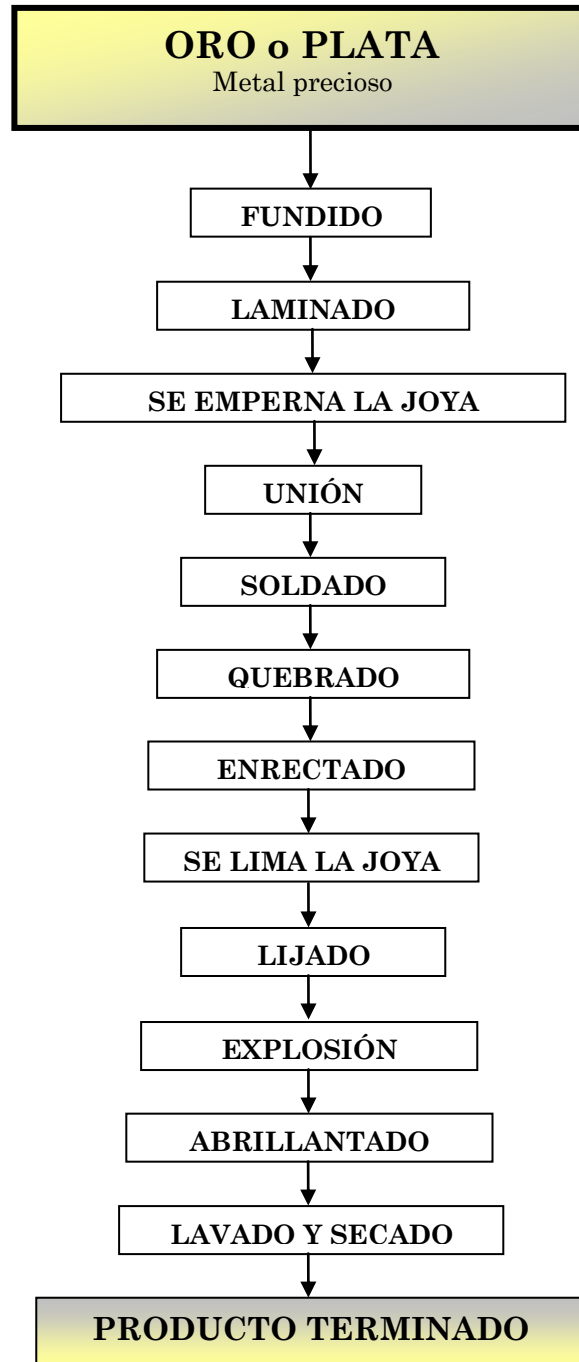 ORO o PLATA
Metal precioso
FUNDIDO
LAMINADO
SE EMPERNA LA JOYA
UNIÓN
SOLDADO
QUEBRADO
ENRECTADO
SE LIMA LA JOYA
LIJADO
EXPLOSIÓN
ABRILLANTADO
LAVADO Y SECADO
PRODUCTO TERMINADO